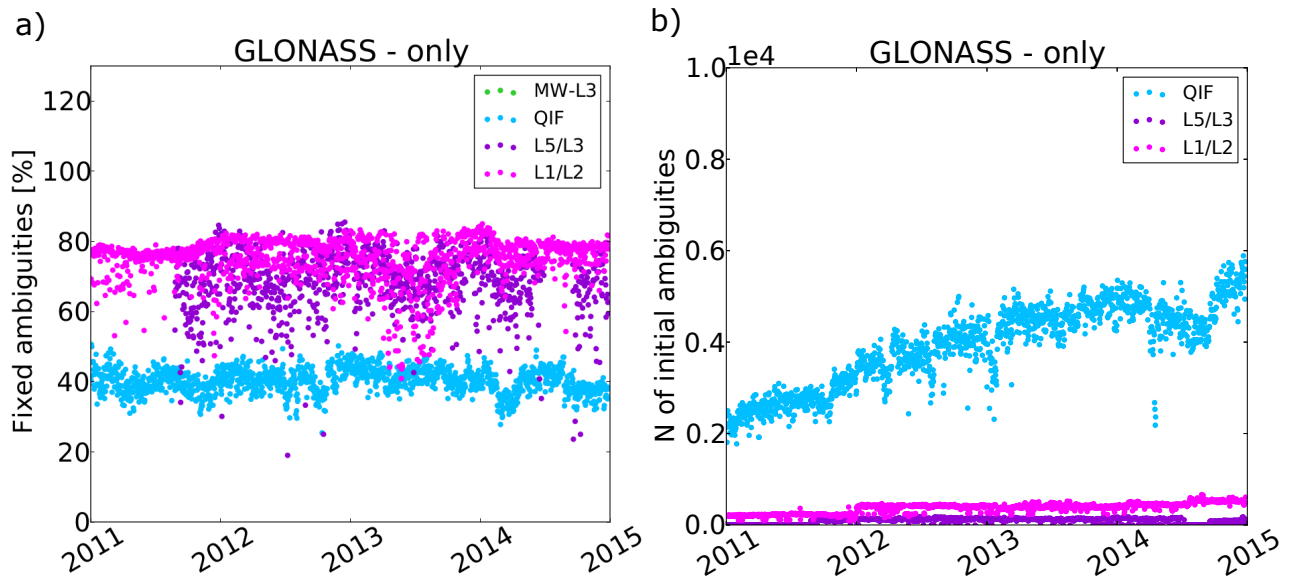 a)
GLONASS - only
Fixed ambiguities [%]
120
100
80
60
40
20
0
2011
2012
2013
2014
2015
MW-L3
QIF
L5/L3
L1/L2
b)
GLONASS - only
1e4
N of initial ambiguities
1.0
0.8
0.6
0.4
0.2
0.0
2011
2012
2013
2014
2015
QIF
L5/L3
L1/L2